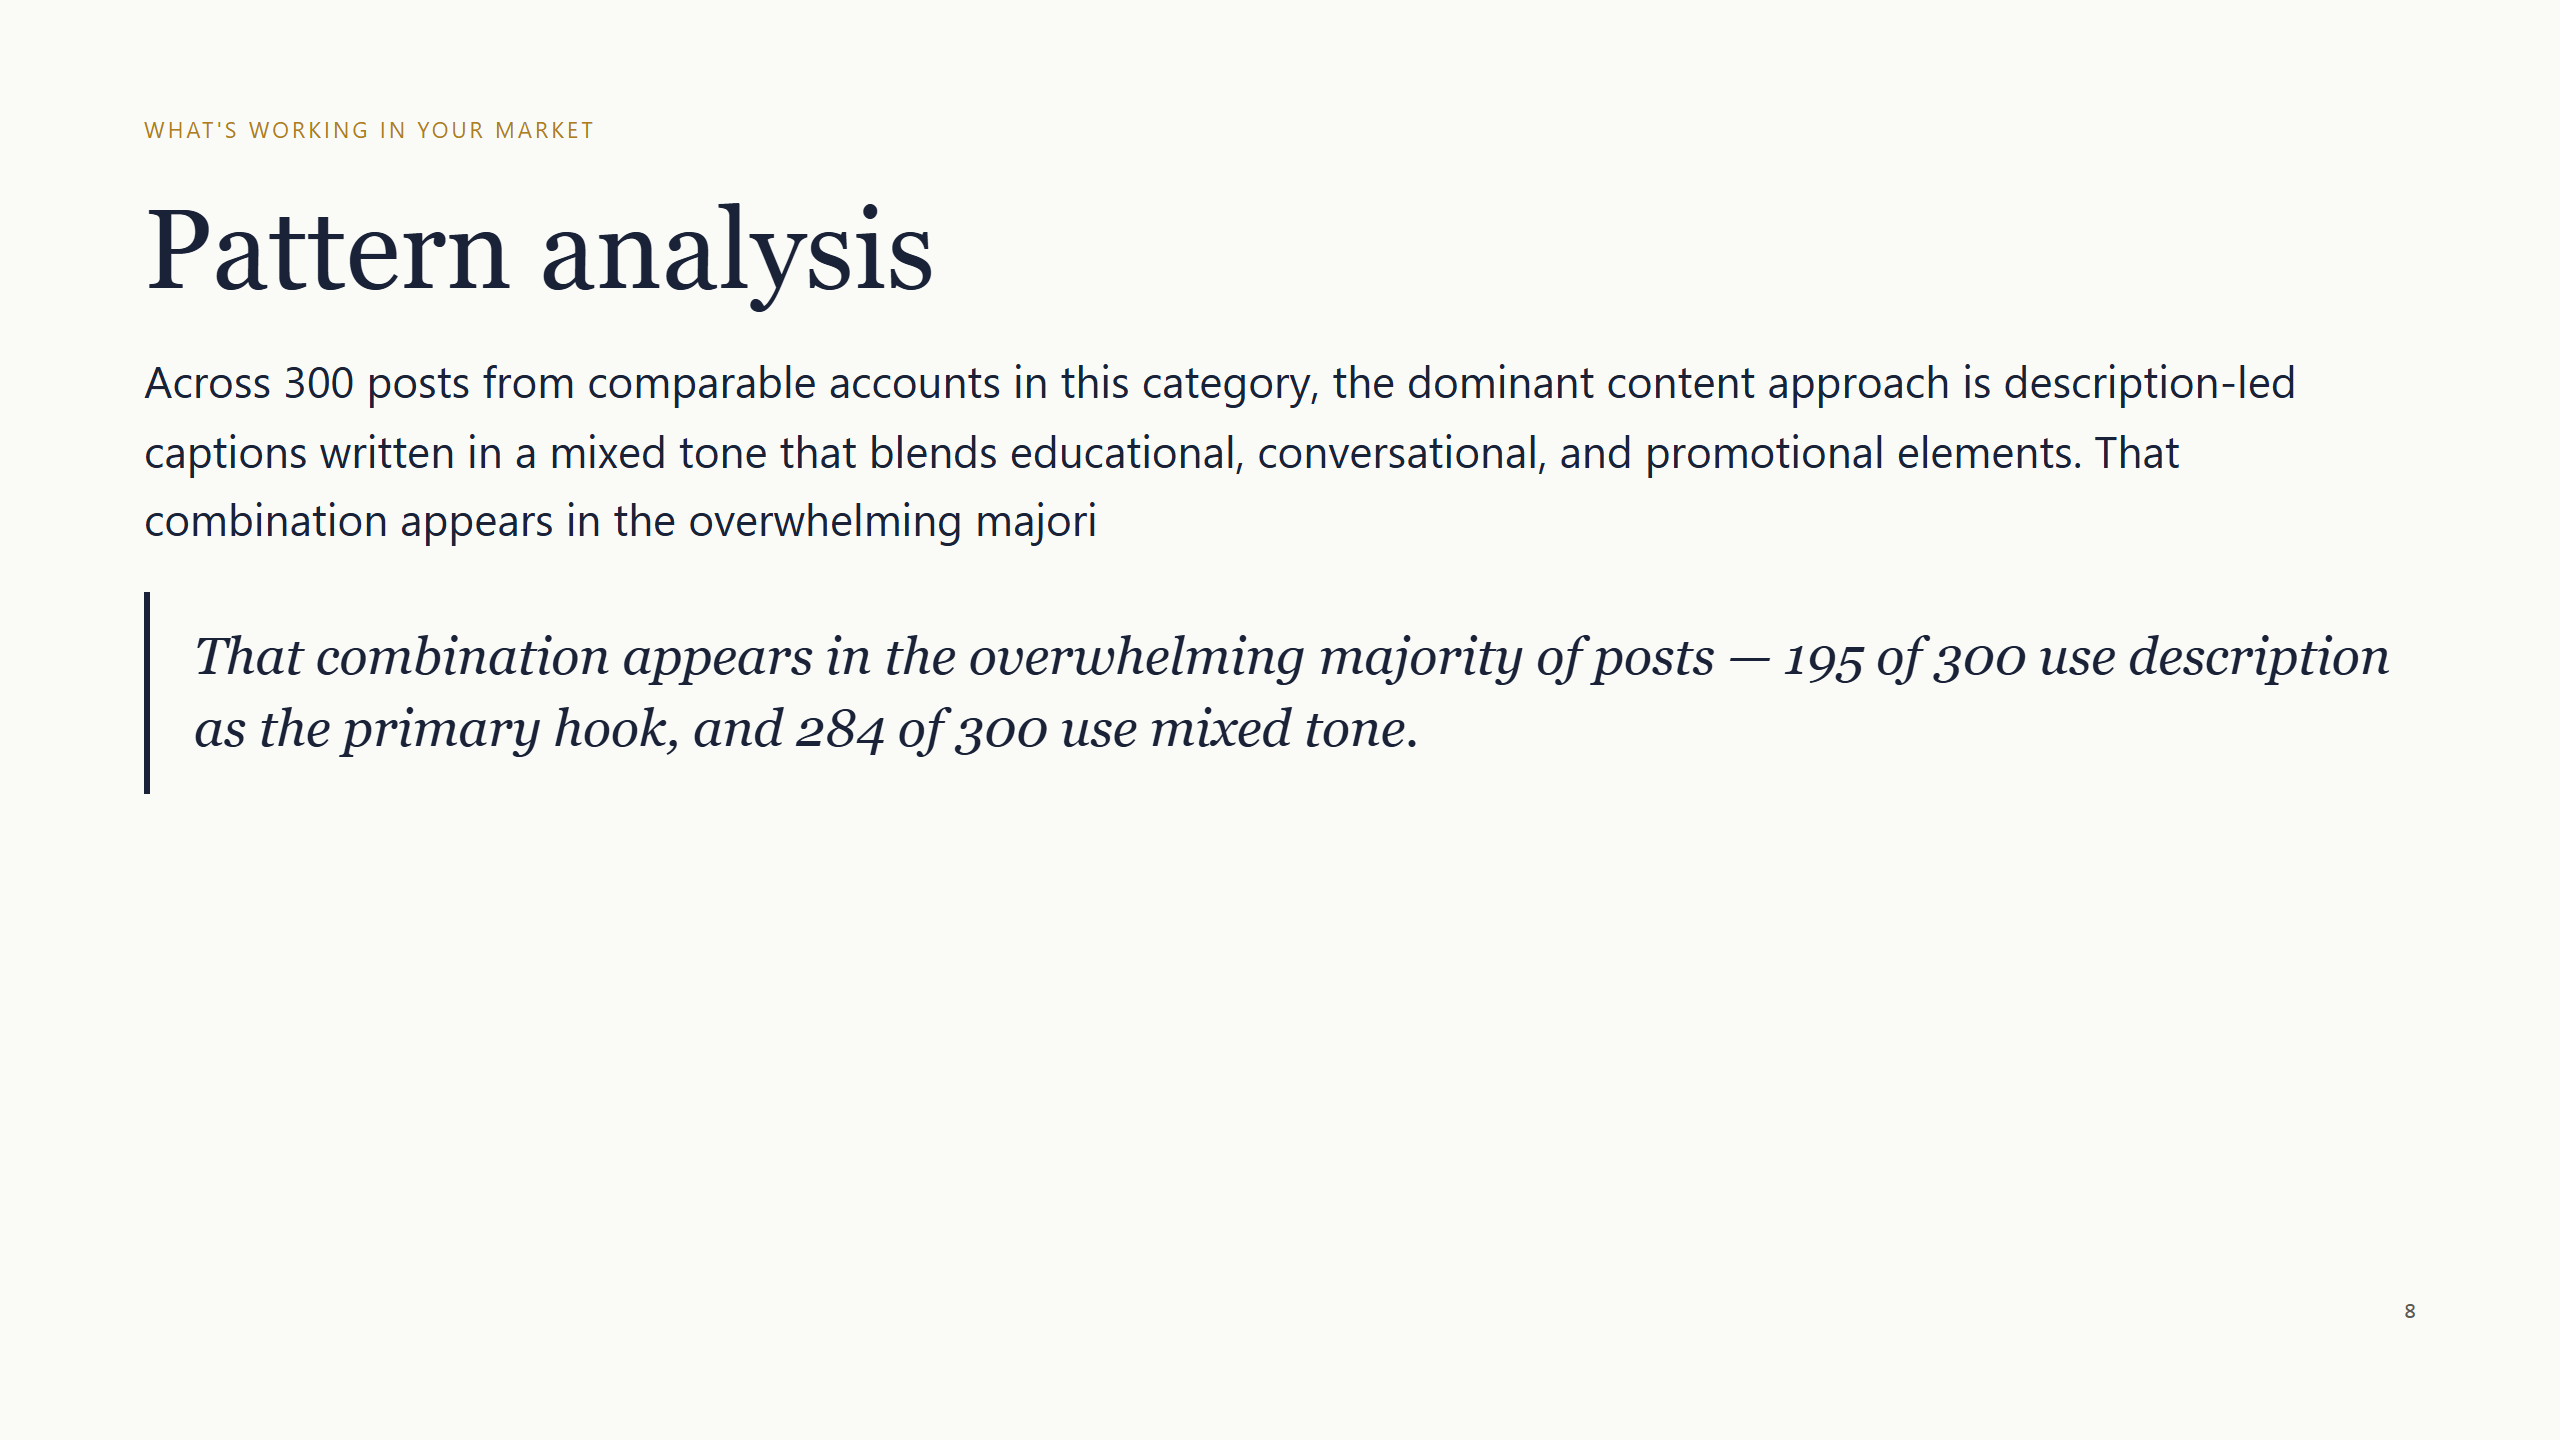 WHAT'S WORKING IN YOUR MARKET
Pattern analysis
Across 300 posts from comparable accounts in this category, the dominant content approach is description-led
captions written in a mixed tone that blends educational, conversational, and promotional elements. That
combination appears in the overwhelming majori
That combination appears in the overwhelming majority of posts — 195 of 300 use description
as the primary hook, and 284 of 300 use mixed tone.
8